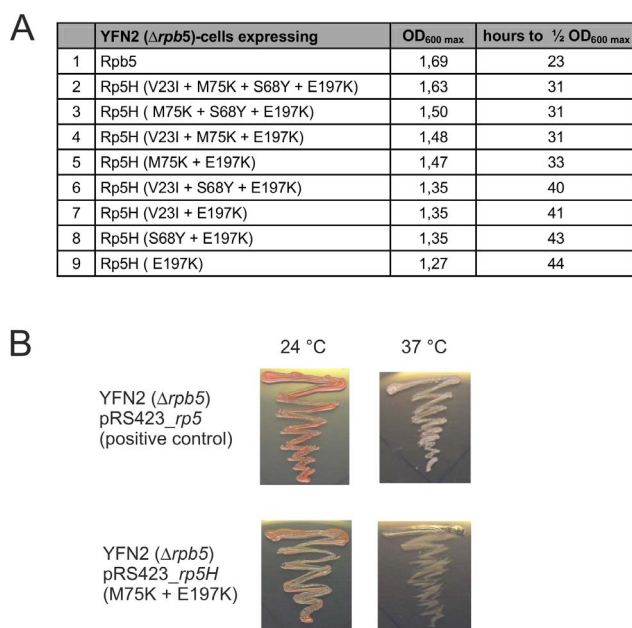 A
YFN2 (Δrpb5)-cells expressing OD600 max hours to ½ OD600 max
1 Rpb5 1,69 23
2 Rp5H (V23I + M75K + S68Y + E197K) 1,63 31
3 Rp5H ( M75K + S68Y + E197K) 1,50 31
4 Rp5H (V23I + M75K + E197K) 1,48 31
5 Rp5H (M75K + E197K) 1,47 33
6 Rp5H (V23I + S68Y + E197K) 1,35 40
7 Rp5H (V23I + E197K) 1,35 41
8 Rp5H (S68Y + E197K) 1,35 43
9 Rp5H ( E197K) 1,27 44
B
24 °C 37 °C
YFN2 (Δrpb5)
pRS423_rp5
(positive control)
YFN2 (Δrpb5)
pRS423_rp5H
(M75K + E197K)